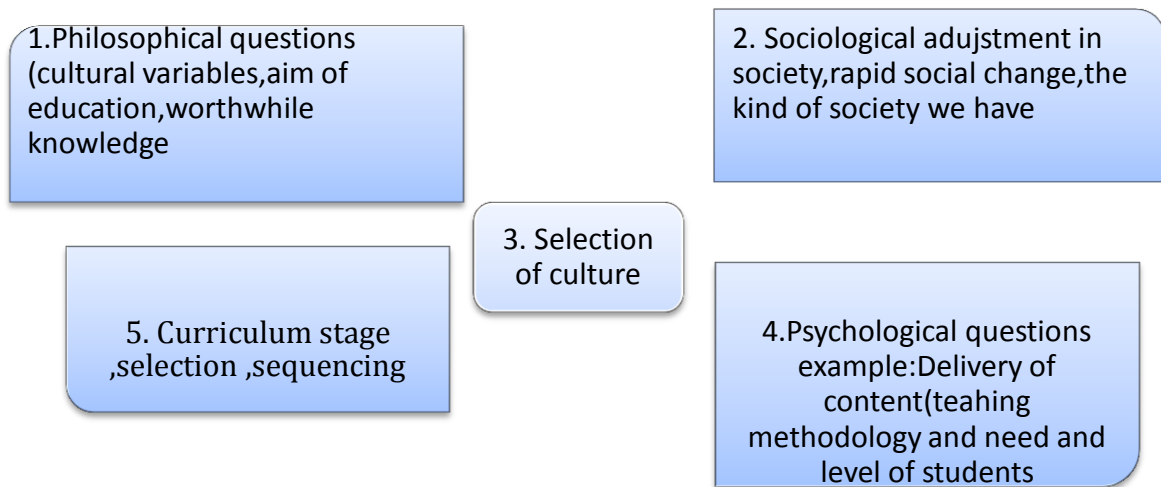 1.Philosophical questions
(cultural variables,aim of
education,worthwhile
knowledge
2. Sociological adujstment in
society,rapid social change,the
kind of society we have
3. Selection
of culture
4.Psychological questions
example:Delivery of
content(teahing
methodology and need and
level of students
5. Curriculum stage
,selection ,sequencing